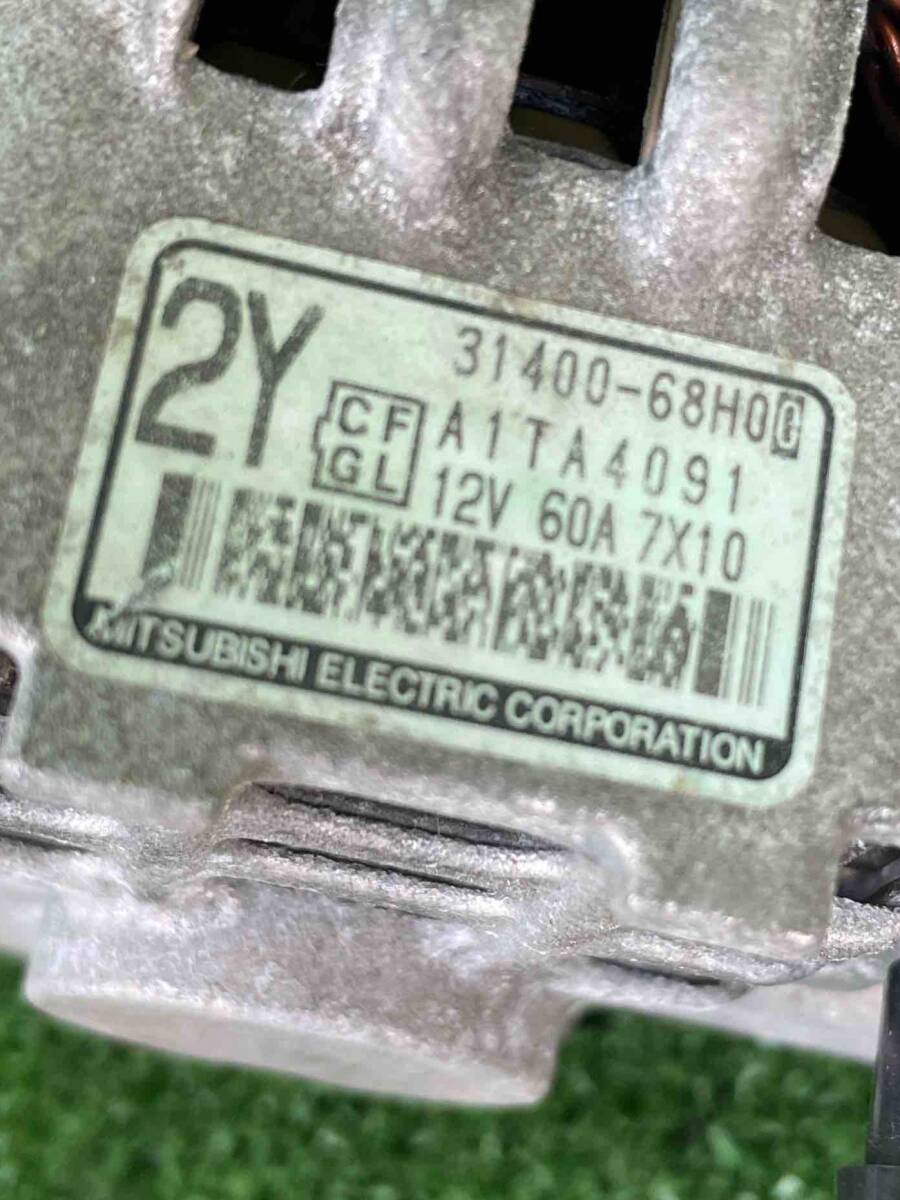 2Y
31400-68H0
CF
GL
A1TA4091
12V 60A 7X10
MITSUBISHI ELECTRIC CORPORATION